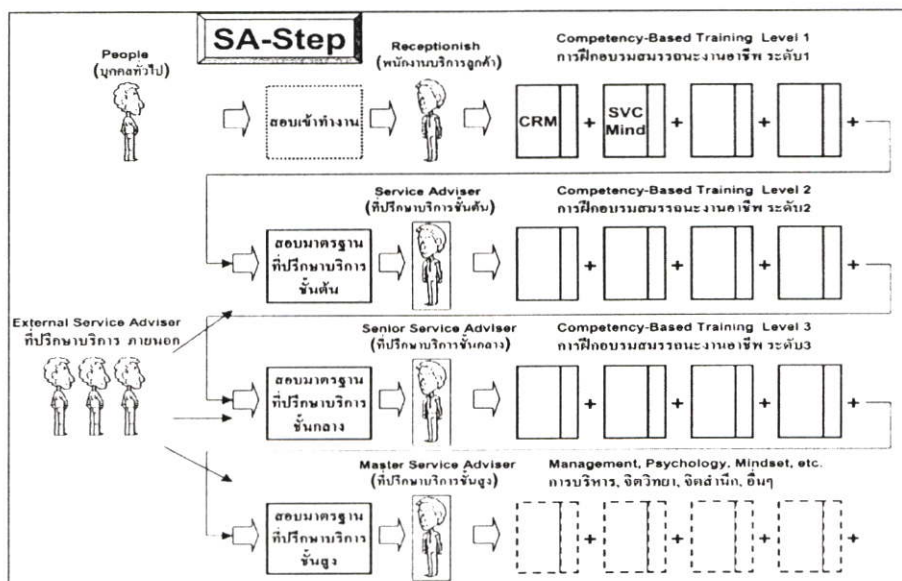 SA-Step
People
(บุคคลทั่วไป)
Receptionish
(พนักงานบริการลูกค้า)
Competency-Based Training Level 1
การฝึกอบรมสมรรถนะงานอาชีพ ระดับ1
สอบเข้าทำงาน
CRM
+
SVC
Mind
+
+
+
Service Adviser
(ที่ปรึกษาบริการชั้นต้น)
Competency-Based Training Level 2
การฝึกอบรมสมรรถนะงานอาชีพ ระดับ2
สอบมาตรฐาน
ที่ปรึกษาบริการ
ชั้นต้น
+
+
+
+
External Service Adviser
ที่ปรึกษาบริการ ภายนอก
Senior Service Adviser
(ที่ปรึกษาบริการชั้นกลาง)
Competency-Based Training Level 3
การฝึกอบรมสมรรถนะงานอาชีพ ระดับ3
สอบมาตรฐาน
ที่ปรึกษาบริการ
ชั้นกลาง
+
+
+
+
Master Service Adviser
(ที่ปรึกษาบริการชั้นสูง)
Management, Psychology, Mindset, etc.
การบริหาร, จิตวิทยา, จิตสำนึก, อื่นๆ
สอบมาตรฐาน
ที่ปรึกษาบริการ
ชั้นสูง
+
+
+
+